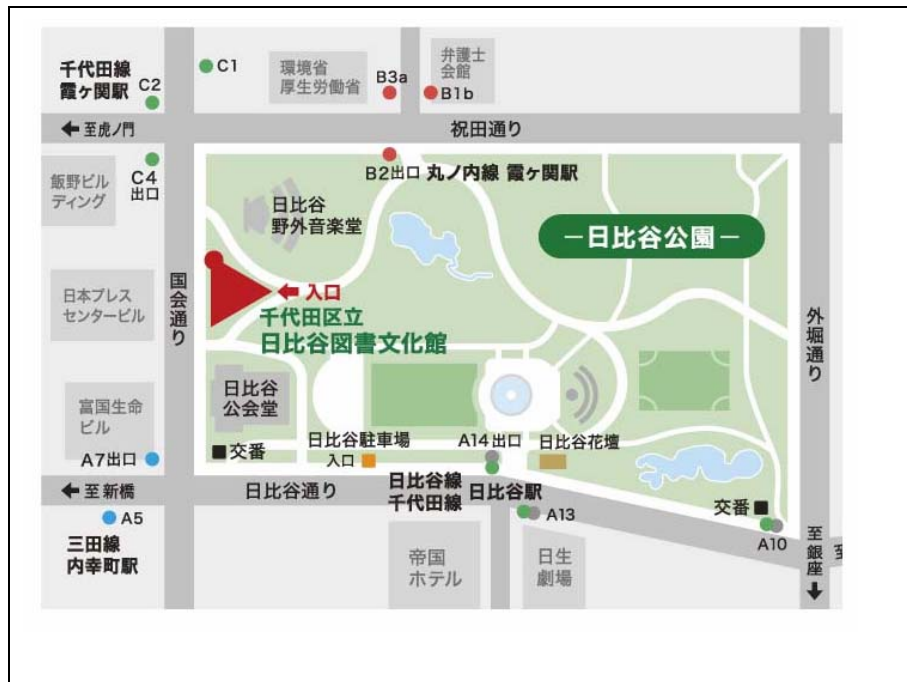 千代田線
霞ヶ関駅
C2
C1
環境省
厚生労働省
B3a
弁護士
会館
B1b
至虎ノ門
祝田通り
飯野ビル
ディング
C4
出口
B2出口 丸ノ内線 霞ヶ関駅
日比谷
野外音楽堂
－日比谷公園－
日本プレス
センタービル
国会通り
入口
千代田区立
日比谷図書文化館
外堀通り
富国生命
ビル
日比谷
公会堂
A7出口
交番
日比谷駐車場
入口
A14出口
日比谷花壇
至新橋
日比谷通り
日比谷線
千代田線
日比谷駅
交番
A5
A13
A10
三田線
内幸町駅
帝国
ホテル
日生
劇場
至銀座
至